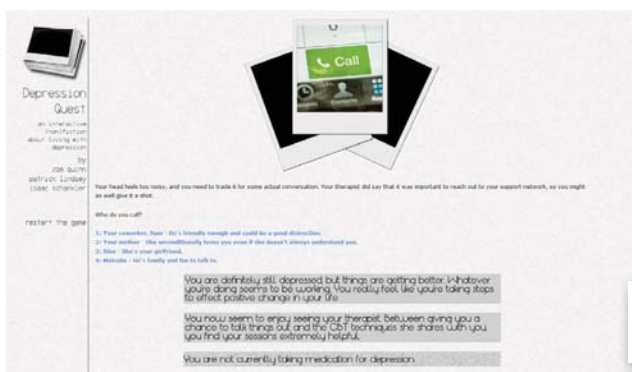 Depression
Quest
an interactive
(non)fiction
about living with
depression
by
zoe quinn
patrick lindsey
isaac schankler
restart the game
Call
Your head feels too noisy, and you need to trade it for some actual conversation. Your therapist did say that it was important to reach out to your support network, so you might
as well give it a shot.
Who do you call?
1: Your coworker, Sam - He's friendly enough and could be a good distraction.
2: Your mother - She unconditionally loves you even if she doesn't always understand you.
3: Alex - She's your girlfriend.
4: Malcolm - He's family and fun to talk to.
You are definitely still depressed, but things are getting better. Whatever
you're doing seems to be working. You really feel like you're taking steps
to effect positive change in your life
You now seem to enjoy seeing your therapist. Between giving you a
chance to talk things out and the CBT techniques she shares with you,
you find your sessions extremely helpful.
You are not currently taking medication for depression.